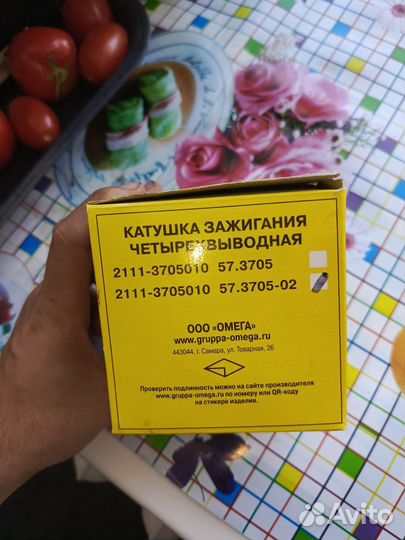 КАТУШКА ЗАЖИГАНИЯ
ЧЕТЫРЕХВЫВОДНАЯ
2111-3705010 57.3705
2111-3705010 57.3705-02
ООО «ОМЕГА»
www.gruppa-omega.ru
443044, г. Самара, ул. Товарная, 26
Проверить подлинность можно на сайте производителя
www.gruppa-omega.ru по номеру или QR-коду
на стикере изделия.
Avito